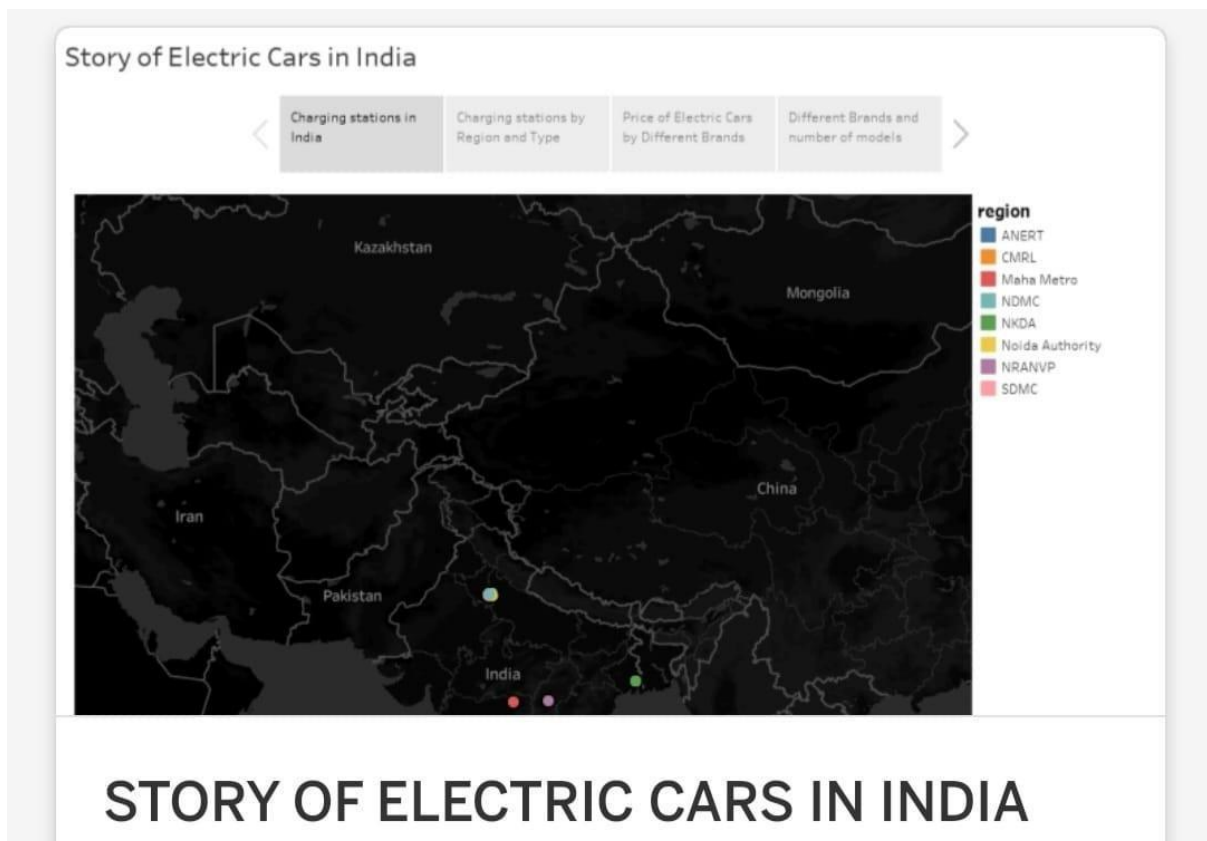 Story of Electric Cars in India
Charging stations in
India
Charging stations by
Region and Type
Price of Electric Cars
by Different Brands
Different Brands and
number of models
region
ANERT
CMRL
Maha Metro
NDMC
NKDA
Noida Authority
NRANVP
SDMC
Kazakhstan
Mongolia
China
Iran
Pakistan
India
STORY OF ELECTRIC CARS IN INDIA